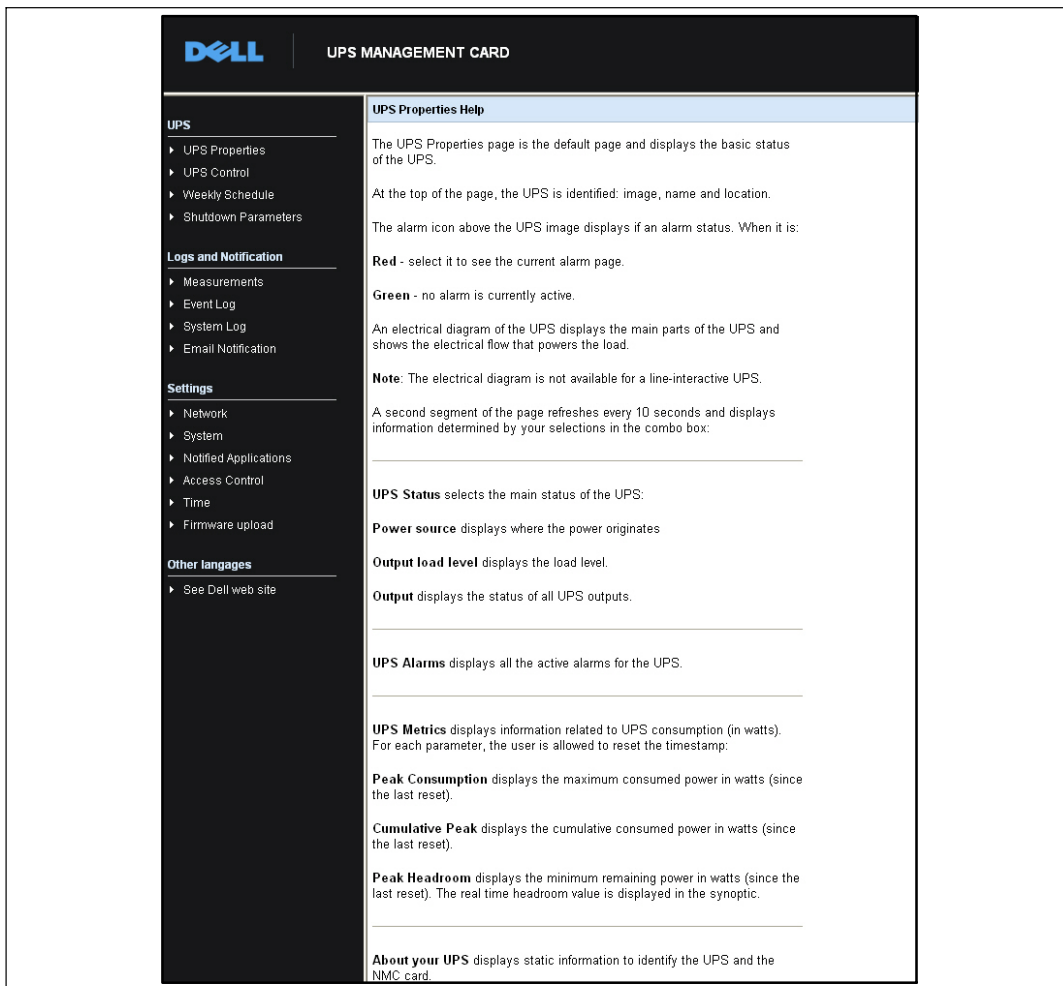 DELL
UPS MANAGEMENT CARD
UPS
UPS Properties
UPS Control
Weekly Schedule
Shutdown Parameters
Logs and Notification
Measurements
Event Log
System Log
Email Notification
Settings
Network
System
Notified Applications
Access Control
Time
Firmware upload
Other langages
See Dell web site
UPS Properties Help
The UPS Properties page is the default page and displays the basic status
of the UPS.
At the top of the page, the UPS is identified: image, name and location.
The alarm icon above the UPS image displays if an alarm status. When it is:
Red - select it to see the current alarm page.
Green - no alarm is currently active.
An electrical diagram of the UPS displays the main parts of the UPS and
shows the electrical flow that powers the load.
Note: The electrical diagram is not available for a line-interactive UPS.
A second segment of the page refreshes every 10 seconds and displays
information determined by your selections in the combo box:
UPS Status selects the main status of the UPS:
Power source displays where the power originates
Output load level displays the load level.
Output displays the status of all UPS outputs.
UPS Alarms displays all the active alarms for the UPS.
UPS Metrics displays information related to UPS consumption (in watts).
For each parameter, the user is allowed to reset the timestamp:
Peak Consumption displays the maximum consumed power in watts (since
the last reset).
Cumulative Peak displays the cumulative consumed power in watts (since
the last reset).
Peak Headroom displays the minimum remaining power in watts (since the
last reset). The real time headroom value is displayed in the synoptic.
About your UPS displays static information to identify the UPS and the
NMC card.